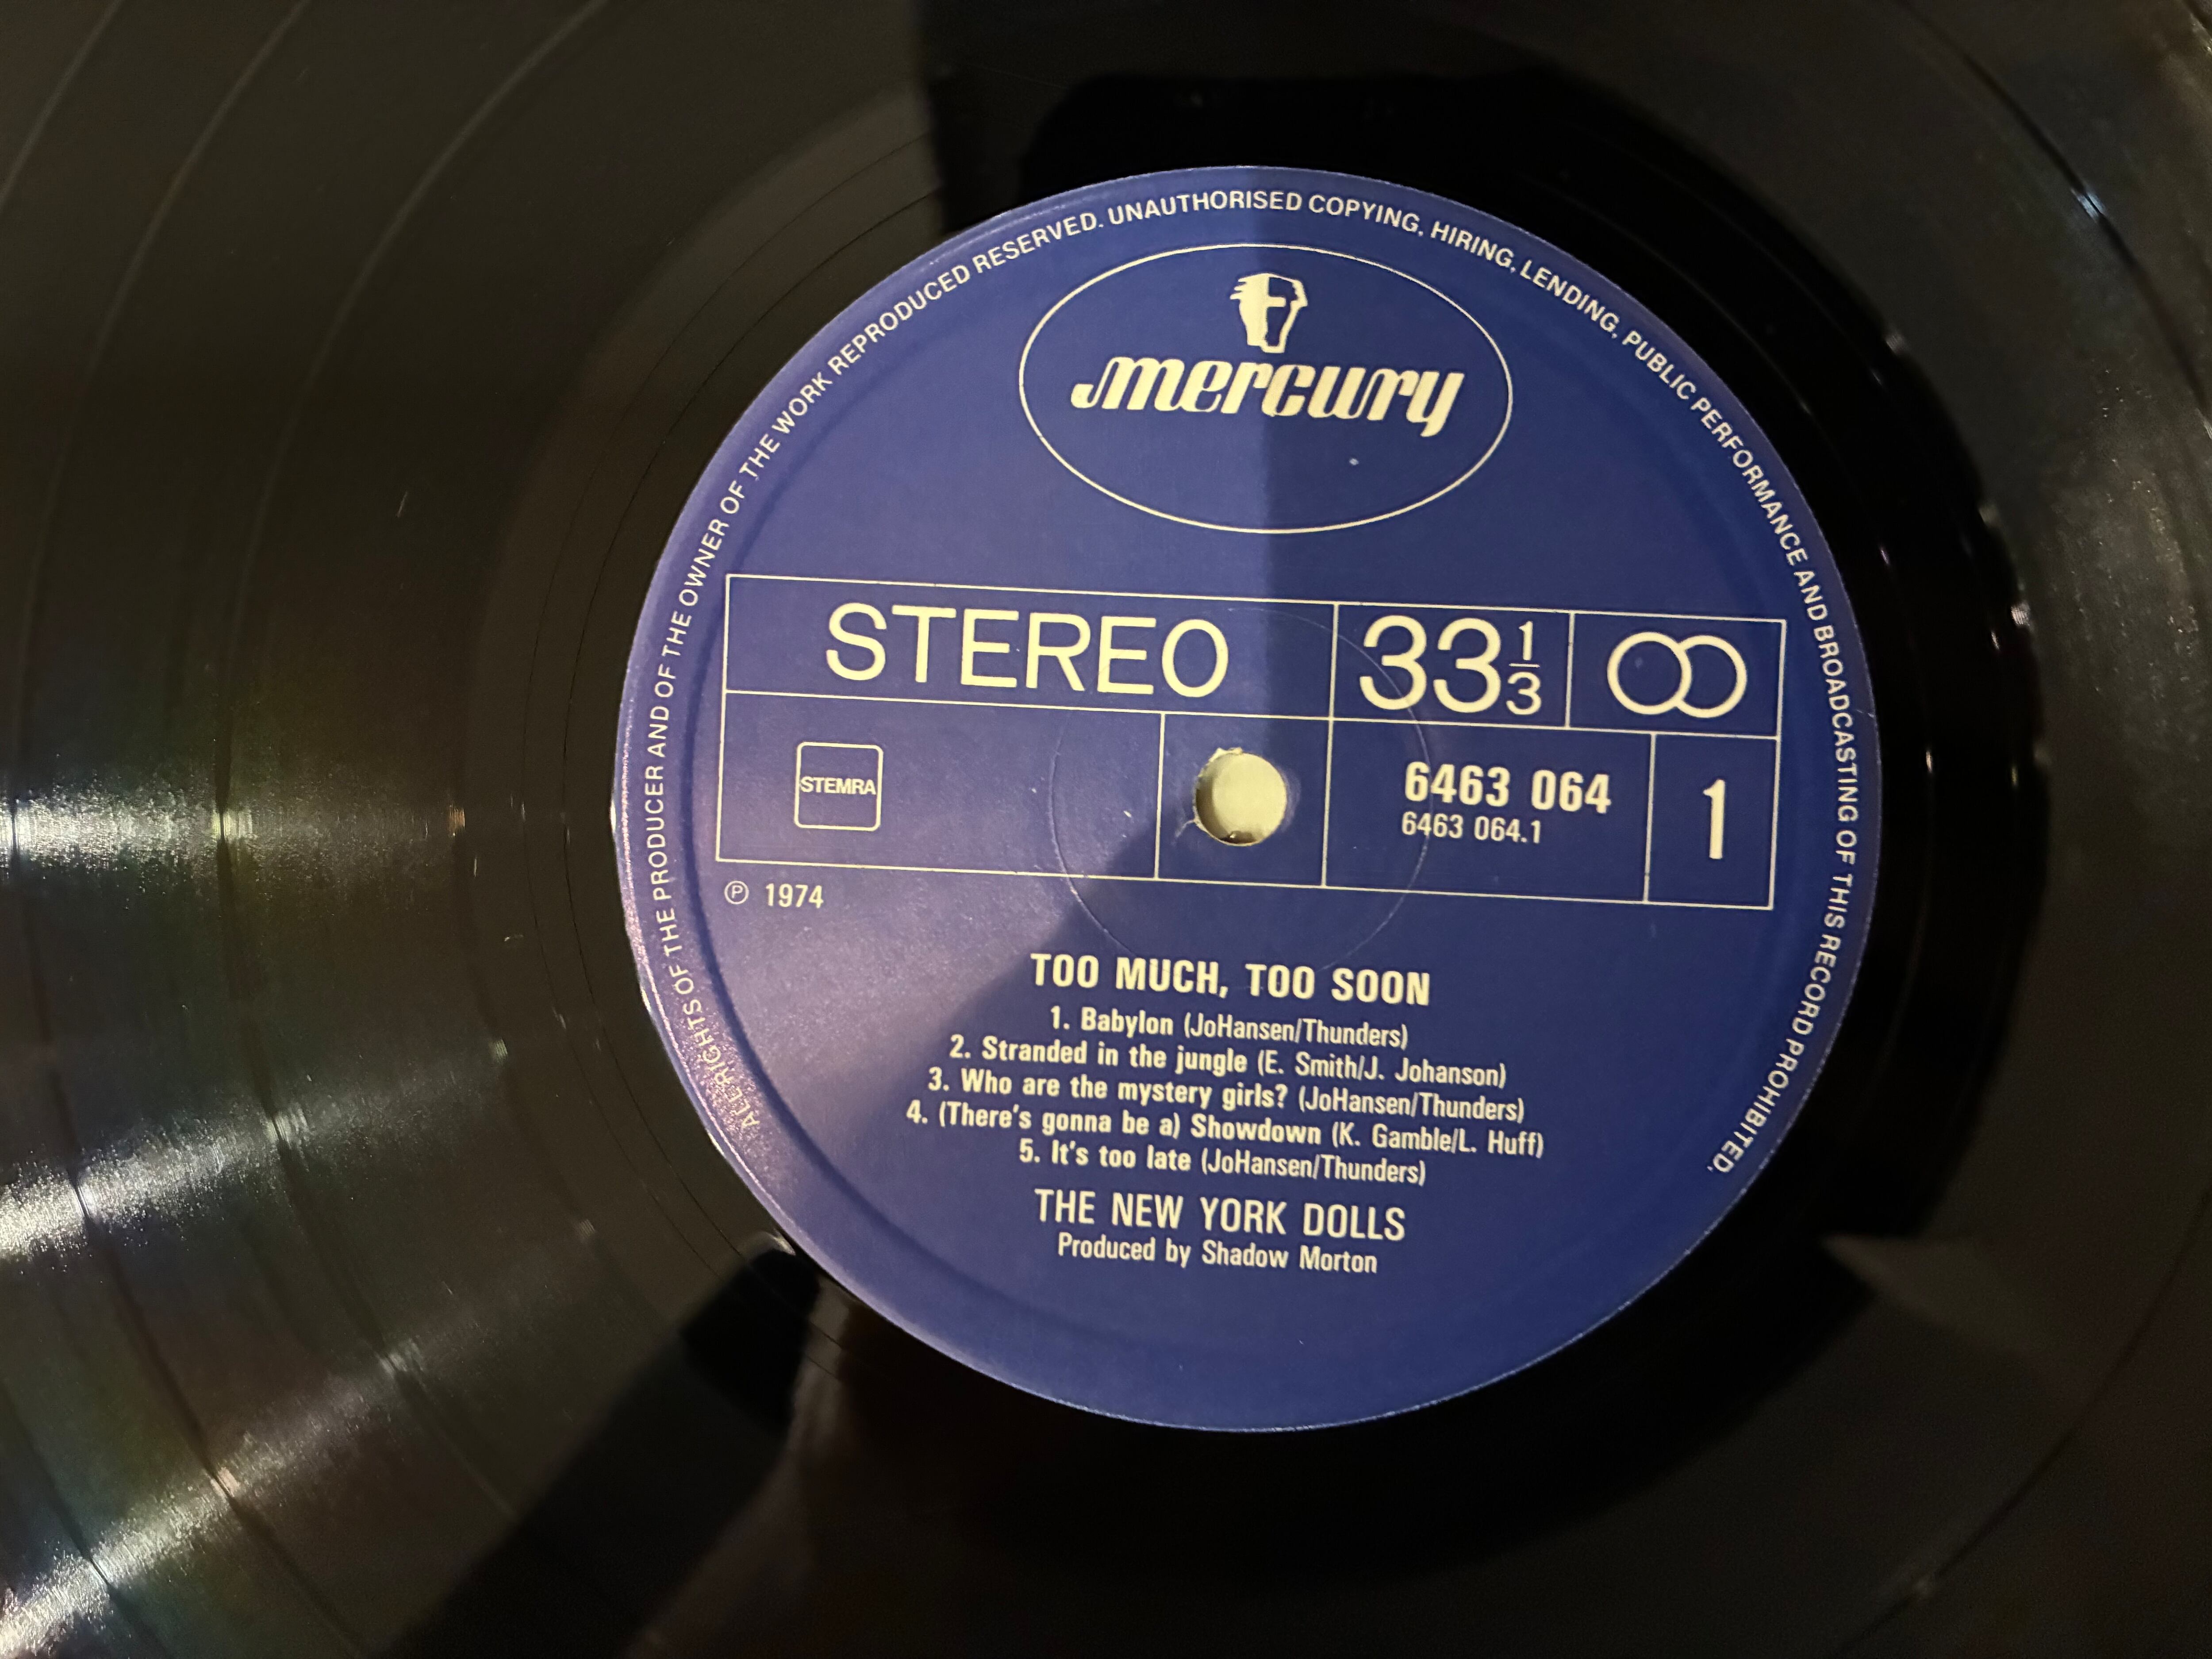 ALL RIGHTS OF THE PRODUCER AND OF THE OWNER OF THE WORK REPRODUCED RESERVED. UNAUTHORISED COPYING, HIRING, LENDING, PUBLIC PERFORMANCE AND BROADCASTING OF THIS RECORD PROHIBITED.
mercury
STEREO 33 1/3
STEMRA 6463 064 1
6463 064.1
℗ 1974
TOO MUCH, TOO SOON
1. Babylon (JoHansen/Thunders)
2. Stranded in the jungle (E. Smith/J. Johanson)
3. Who are the mystery girls? (JoHansen/Thunders)
4. (There's gonna be a) Showdown (K. Gamble/L. Huff)
5. It's too late (JoHansen/Thunders)
THE NEW YORK DOLLS
Produced by Shadow Morton